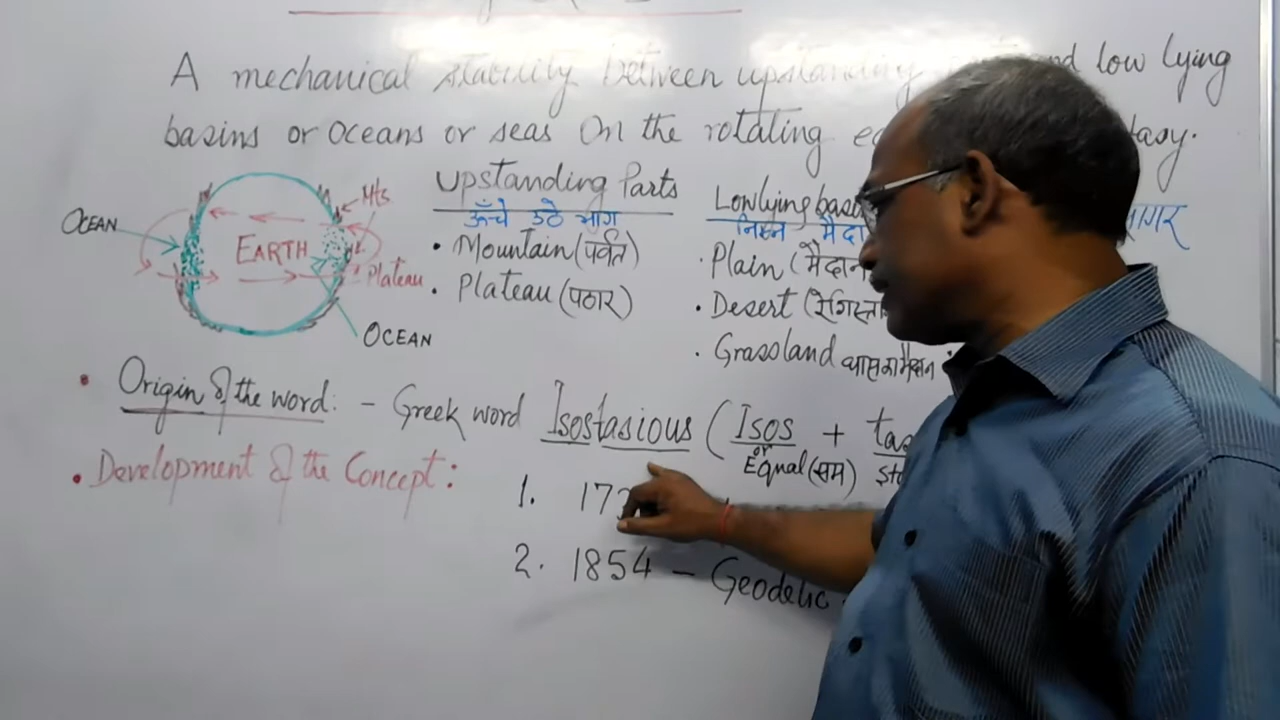 A mechanical stability between upstanding and low lying
basins or Oceans or seas On the rotating
Upstanding Parts
ऊँचे उठे भाग
• Mountain (पर्वत)
• Plateau (पठार)
Lowlying
निम्न
· Plain (मैदान
· Desert
· Grassland
OCEAN
EARTH
Mts.
Plateau
OCEAN
• Origin of the word: - Greek word Isostasious (Isos +
or
Equal (सम)
• Development of the Concept:
1.
2. 1854 - Geodetic